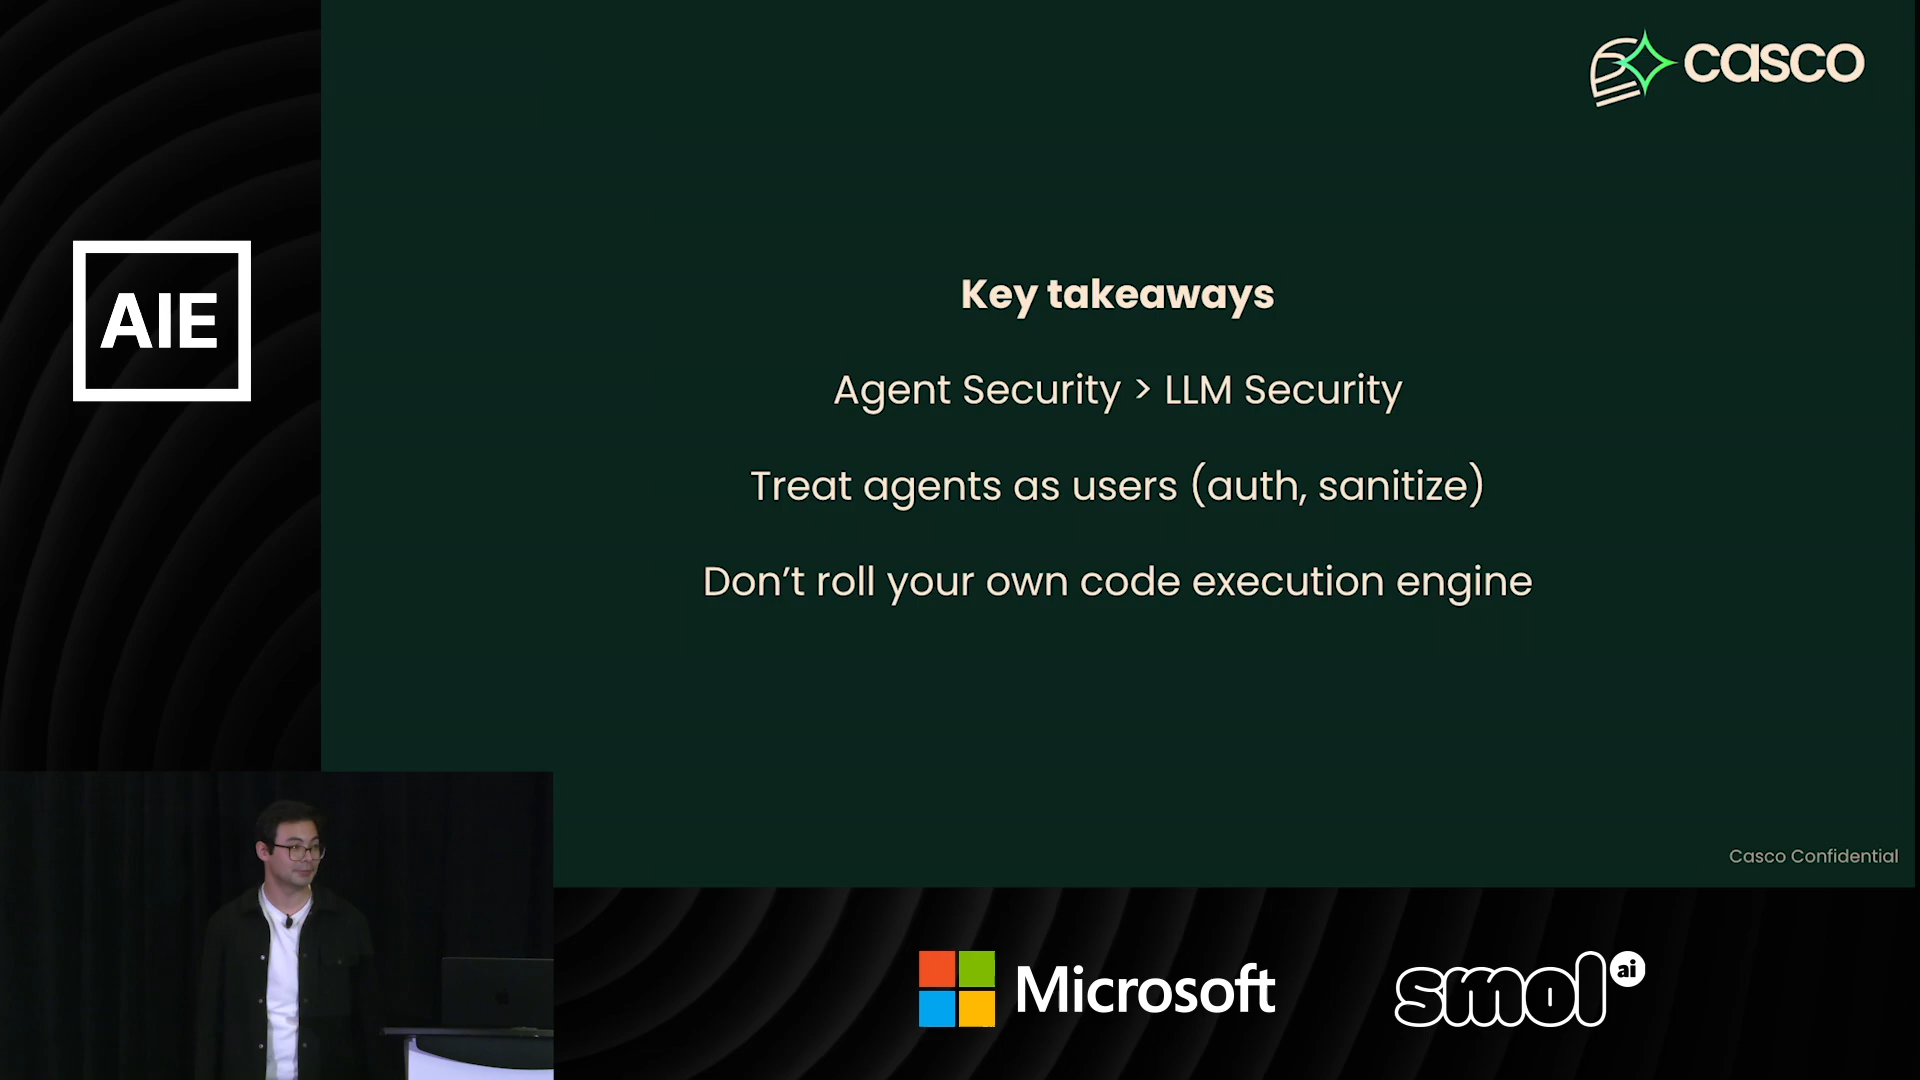 casco
AIE
Key takeaways
Agent Security > LLM Security
Treat agents as users (auth, sanitize)
Don’t roll your own code execution engine
Casco Confidential
Microsoft
smol ai